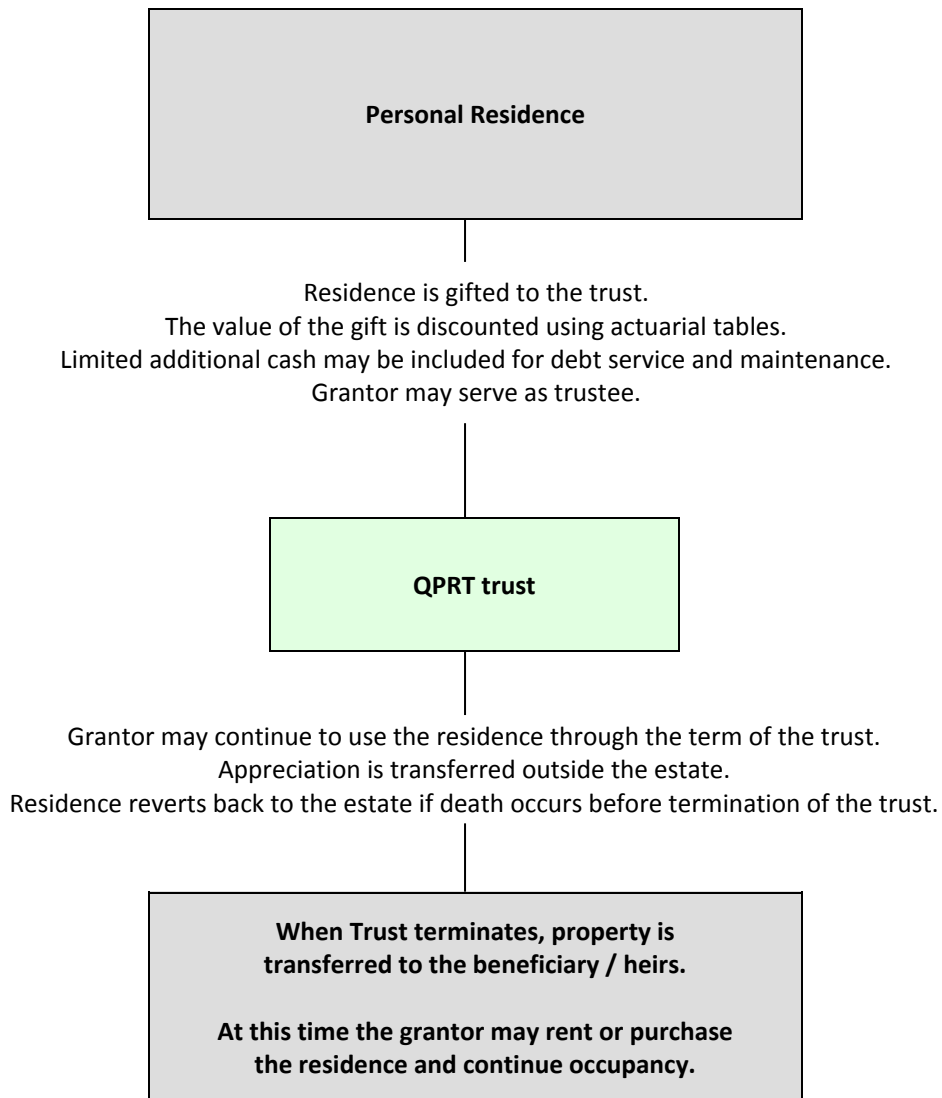 Personal Residence
Residence is gifted to the trust.
The value of the gift is discounted using actuarial tables.
Limited additional cash may be included for debt service and maintenance.
Grantor may serve as trustee.
QPRT trust
Grantor may continue to use the residence through the term of the trust.
Appreciation is transferred outside the estate.
Residence reverts back to the estate if death occurs before termination of the trust.
When Trust terminates, property is
transferred to the beneficiary / heirs.
At this time the grantor may rent or purchase
the residence and continue occupancy.